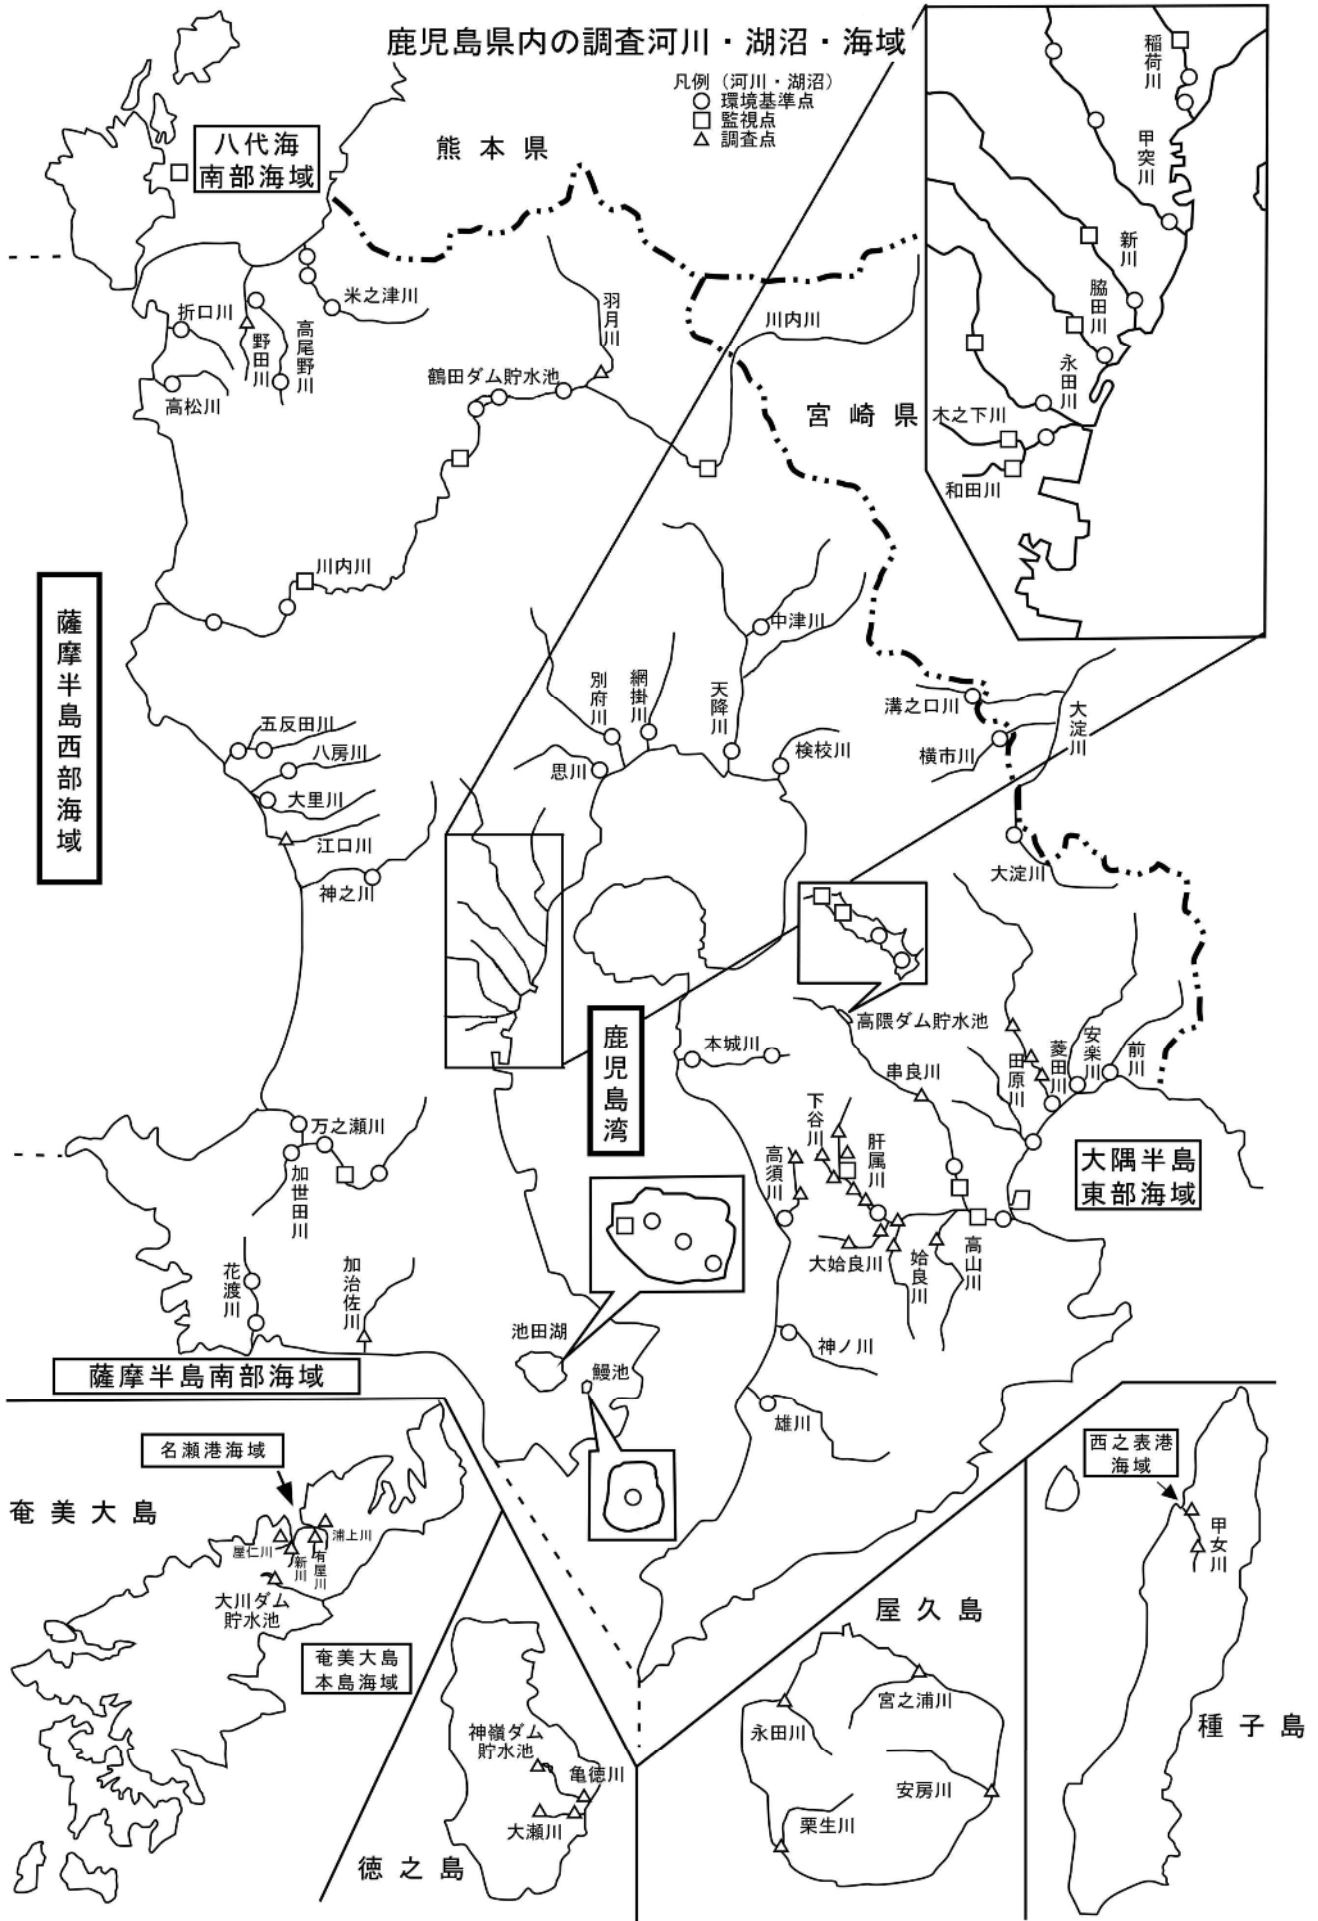 鹿児島県内の調査河川・湖沼・海域
凡例（河川・湖沼）
環境基準点
監視点
調査点
八代海
南部海域
熊本県
稲荷川
甲突川
新川
脇田川
永田川
木之下川
和田川
折口川
野田川
高尾野川
米之津川
高松川
羽月川
川内川
鶴田ダム貯水池
宮崎県
川内川
薩摩半島西部海域
中津川
別府川
網掛川
天降川
検校川
思川
溝之口川
大淀川
横市川
大淀川
五反田川
八房川
大里川
江口川
神之川
鹿児島湾
高隈ダム貯水池
本城川
串良川
田原川
菱田川
安楽川
前川
下谷川
肝属川
高須川
大隅半島
東部海域
万之瀬川
加世田川
大姶良川
姶良川
高山川
花渡川
加治佐川
池田湖
鰻池
神ノ川
雄川
薩摩半島南部海域
名瀬港海域
奄美大島
屋仁川
新川
有屋川
浦上川
大川ダム
貯水池
奄美大島
本島海域
西之表港
海域
甲女川
種子島
屋久島
宮之浦川
永田川
安房川
栗生川
神嶺ダム
貯水池
亀徳川
大瀬川
徳之島